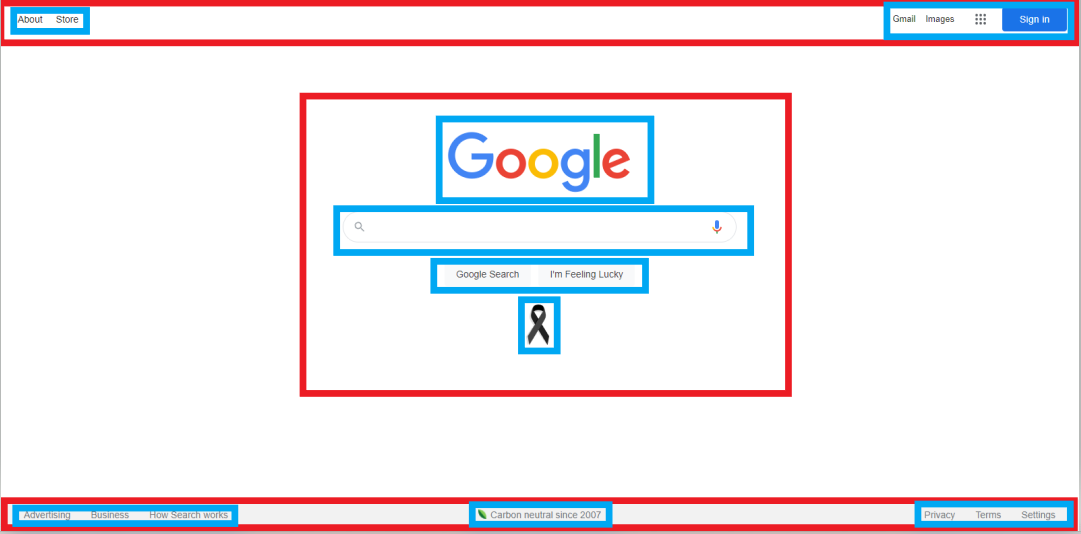 About Store Gmail Images Sign in
Google
Google Search I'm Feeling Lucky
Advertising Business How Search works Carbon neutral since 2007 Privacy Terms Settings